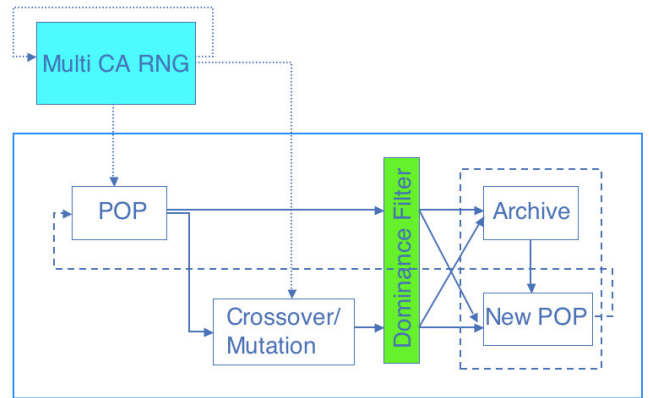 Multi CA RNG
POP
Dominance Filter
Archive
Crossover/
Mutation
New POP